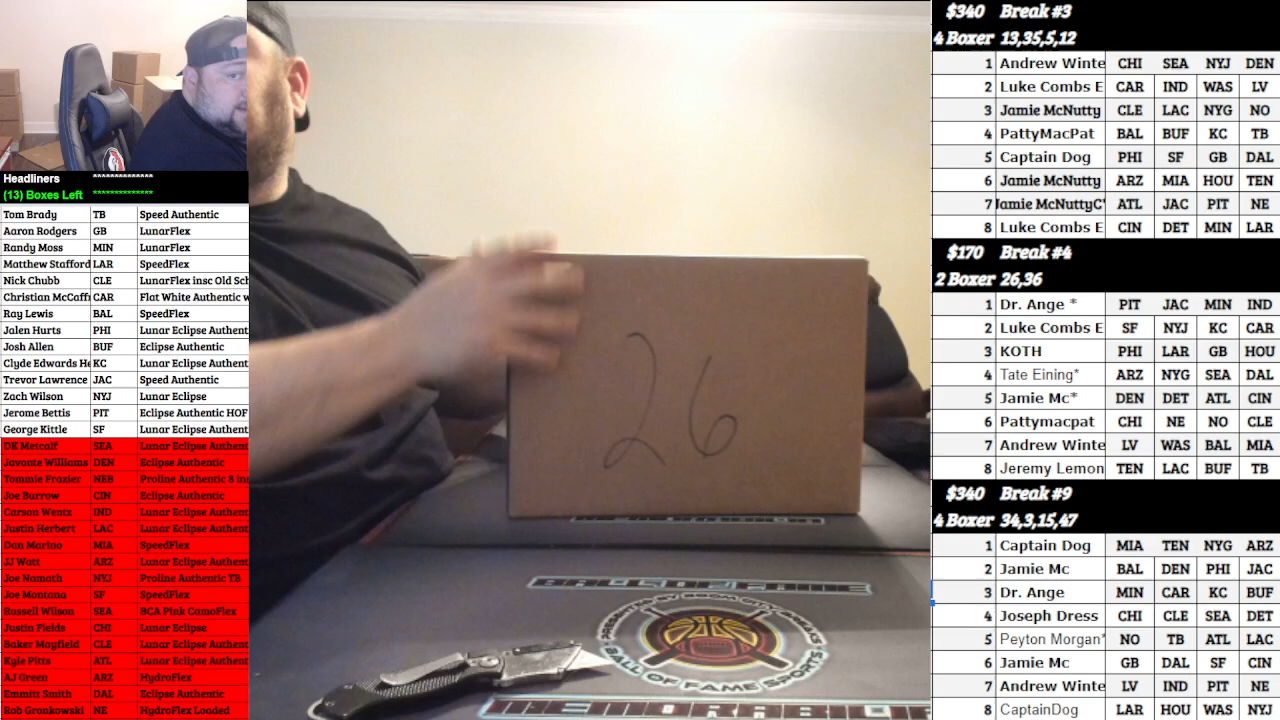 Headliners *************
(13) Boxes Left *************
Tom Brady TB Speed Authentic
Aaron Rodgers GB LunarFlex
Randy Moss MIN LunarFlex
Matthew Stafford LAR SpeedFlex
Nick Chubb CLE LunarFlex insc Old Sch
Christian McCaffr CAR Flat White Authentic w
Ray Lewis BAL SpeedFlex
Jalen Hurts PHI Lunar Eclipse Authent
Josh Allen BUF Eclipse Authentic
Clyde Edwards He KC Lunar Eclipse Authent
Trevor Lawrence JAC Speed Authentic
Zach Wilson NYJ Lunar Eclipse
Jerome Bettis PIT Eclipse Authentic HOF
George Kittle SF Lunar Eclipse Authent
DK Metcalf SEA Lunar Eclipse Authent
Javonte Williams DEN Eclipse Authentic
Tommie Frazier NEB Proline Authentic 8 in
Joe Burrow CIN Eclipse Authentic
Carson Wentz IND Lunar Eclipse Authent
Justin Herbert LAC Lunar Eclipse Authent
Dan Marino MIA SpeedFlex
JJ Watt ARZ Lunar Eclipse Authent
Joe Namath NYJ Proline Authentic TB
Joe Montana SF SpeedFlex
Russell Wilson SEA BCA Pink CamoFlex
Justin Fields CHI Lunar Eclipse
Baker Mayfield CLE Lunar Eclipse Authent
Kyle Pitts ATL Lunar Eclipse Authent
AJ Green ARZ HydroFlex
Emmitt Smith DAL Eclipse Authentic
Rob Gronkowski NE HydroFlex Loaded
26
BALL OF FAME
BALL OF FAME SPORTS
$340 Break #3
4 Boxer 13,35,5,12
1 Andrew Winte CHI SEA NYJ DEN
2 Luke Combs E CAR IND WAS LV
3 Jamie McNutty CLE LAC NYG NO
4 PattyMacPat BAL BUF KC TB
5 Captain Dog PHI SF GB DAL
6 Jamie McNutty ARZ MIA HOU TEN
7 Jamie McNuttyC ATL JAC PIT NE
8 Luke Combs E CIN DET MIN LAR
$170 Break #4
2 Boxer 26,36
1 Dr. Ange * PIT JAC MIN IND
2 Luke Combs E SF NYJ KC CAR
3 KOTH PHI LAR GB HOU
4 Tate Eining* ARZ NYG SEA DAL
5 Jamie Mc* DEN DET ATL CIN
6 Pattymacpat CHI NE NO CLE
7 Andrew Winte LV WAS BAL MIA
8 Jeremy Lemon TEN LAC BUF TB
$340 Break #9
4 Boxer 34,3,15,47
1 Captain Dog MIA TEN NYG ARZ
2 Jamie Mc BAL DEN PHI JAC
3 Dr. Ange MIN CAR KC BUF
4 Joseph Dress CHI CLE SEA DET
5 Peyton Morgan* NO TB ATL LAC
6 Jamie Mc GB DAL SF CIN
7 Andrew Winte LV IND PIT NE
8 CaptainDog LAR HOU WAS NYJ